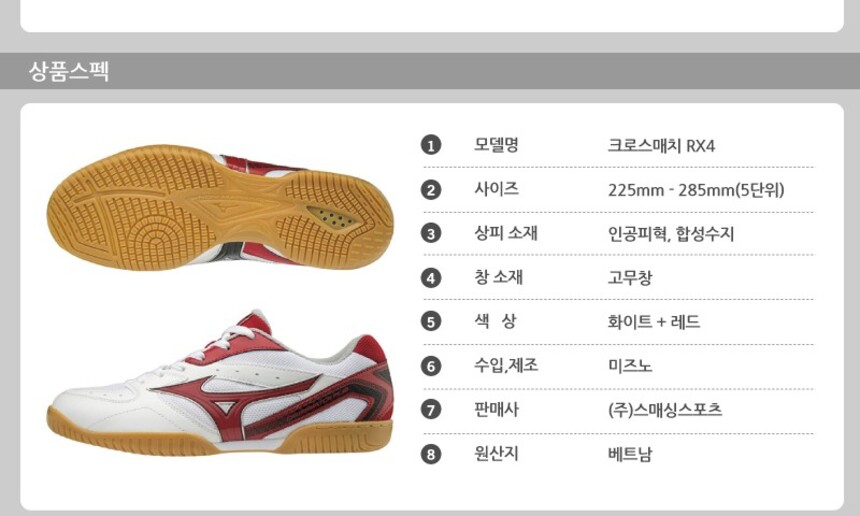 상품스펙
1 모델명 크로스매치 RX4
2 사이즈 225mm - 285mm(5단위)
3 상피 소재 인공피혁, 합성수지
4 창 소재 고무창
5 색 상 화이트 + 레드
6 수입,제조 미즈노
7 판매사 (주)스매싱스포츠
8 원산지 베트남